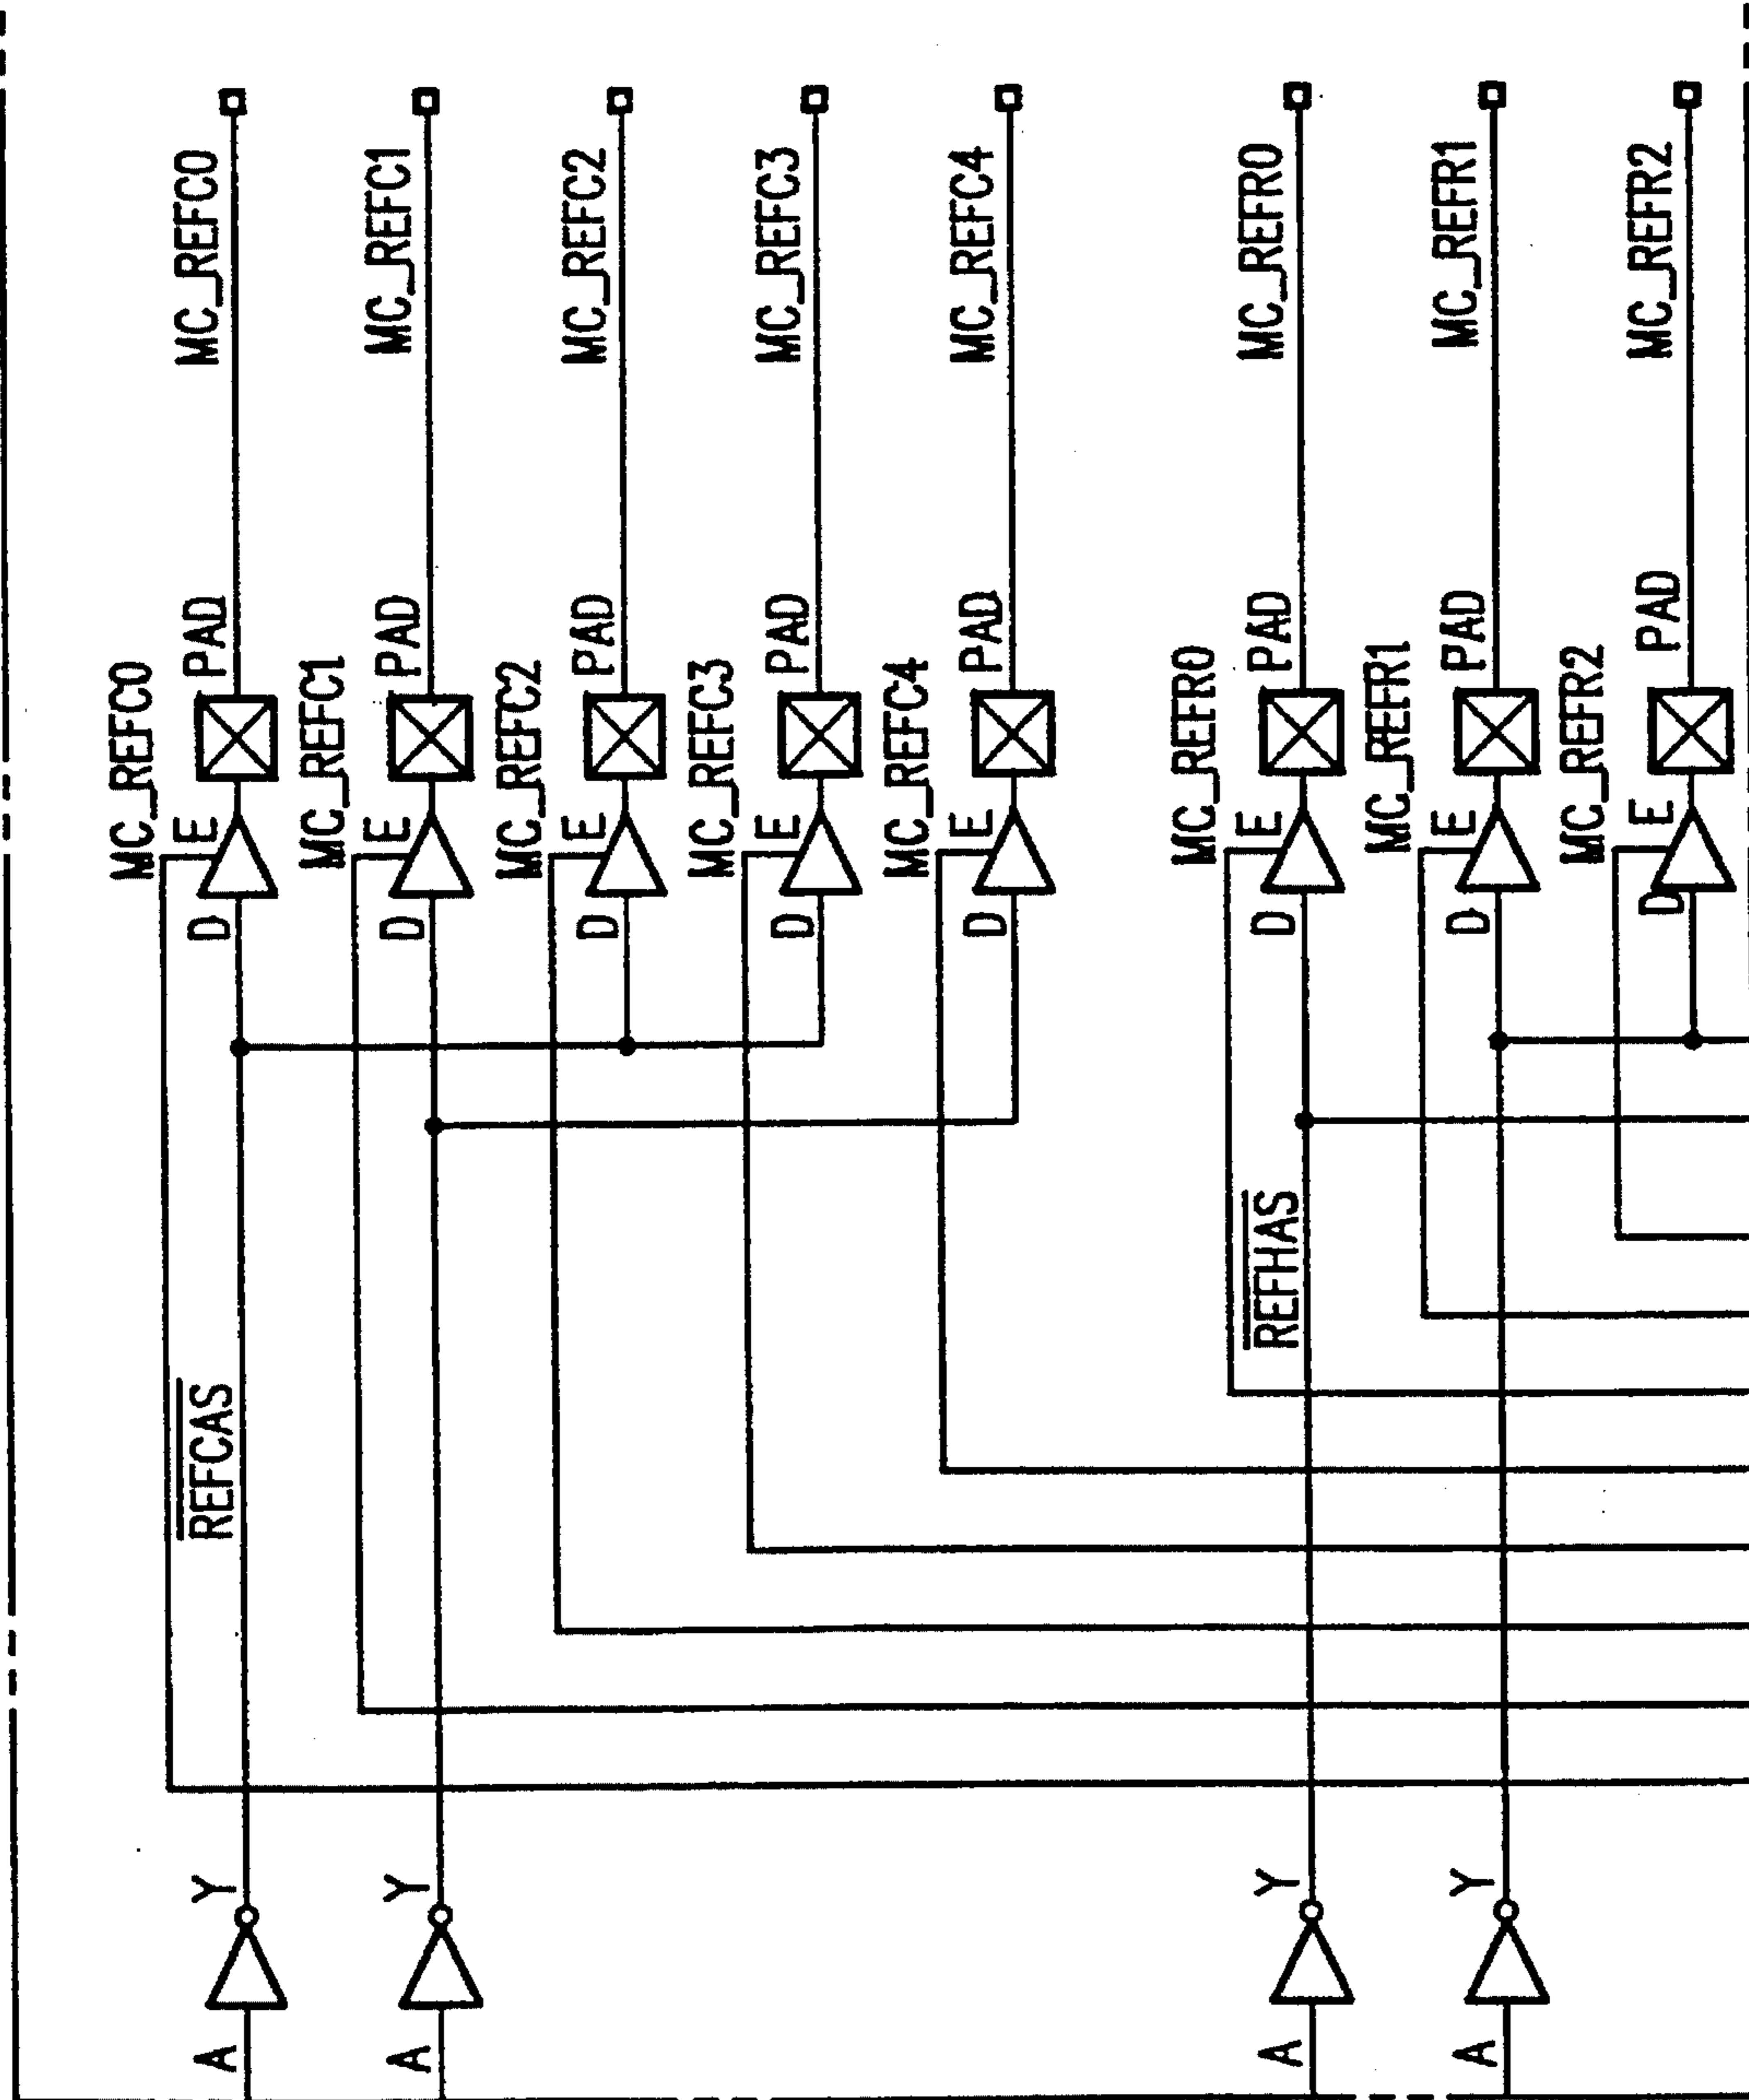 MC_REFC0
MC_REFC1
MC_REFC2
MC_REFC3
MC_REFC4
MC_REFR0
MC_REFR1
MC_REFR2
MC_REFC0
PAD
MC_REFC1
PAD
MC_REFC2
PAD
MC_REFC3
PAD
MC_REFC4
PAD
MC_REFR0
PAD
MC_REFR1
PAD
MC_REFR2
PAD
E
D
E
D
E
D
E
D
E
D
E
D
E
D
E
D
REFCAS
REFHAS
Y
Y
Y
Y
A
A
A
A